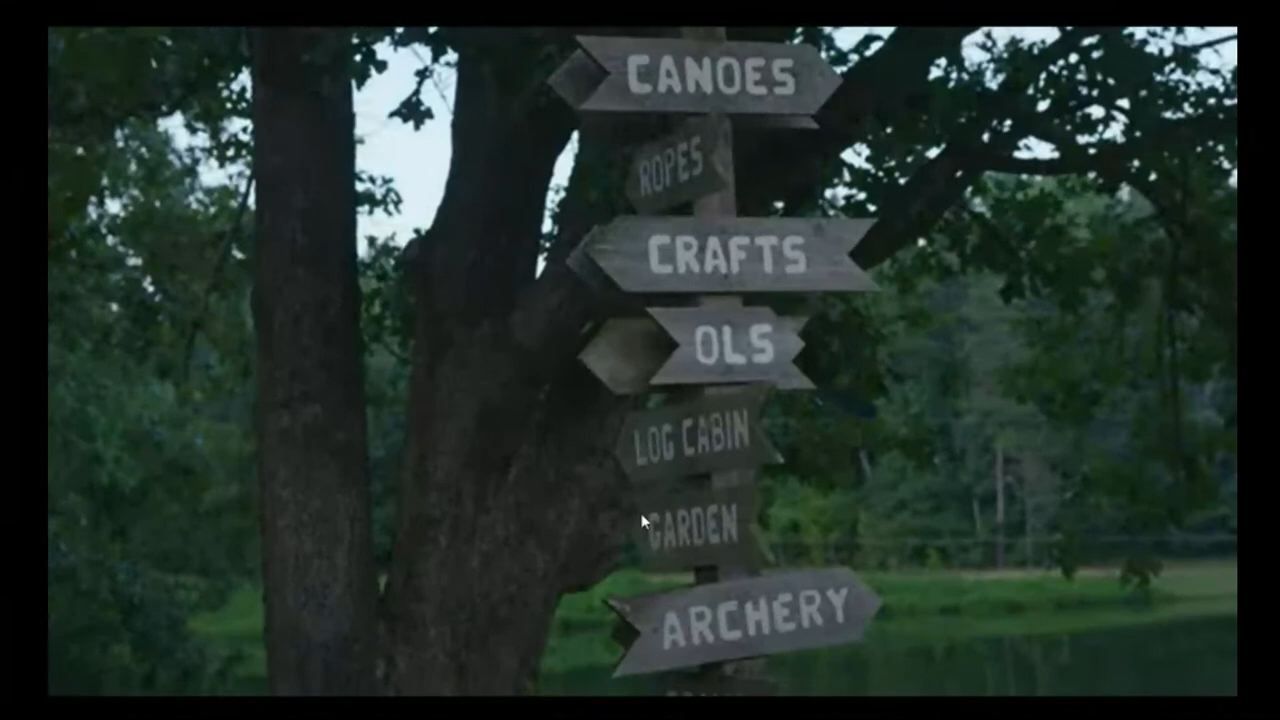 CANOES
ROPES
CRAFTS
OLS
LOG CABIN
GARDEN
ARCHERY